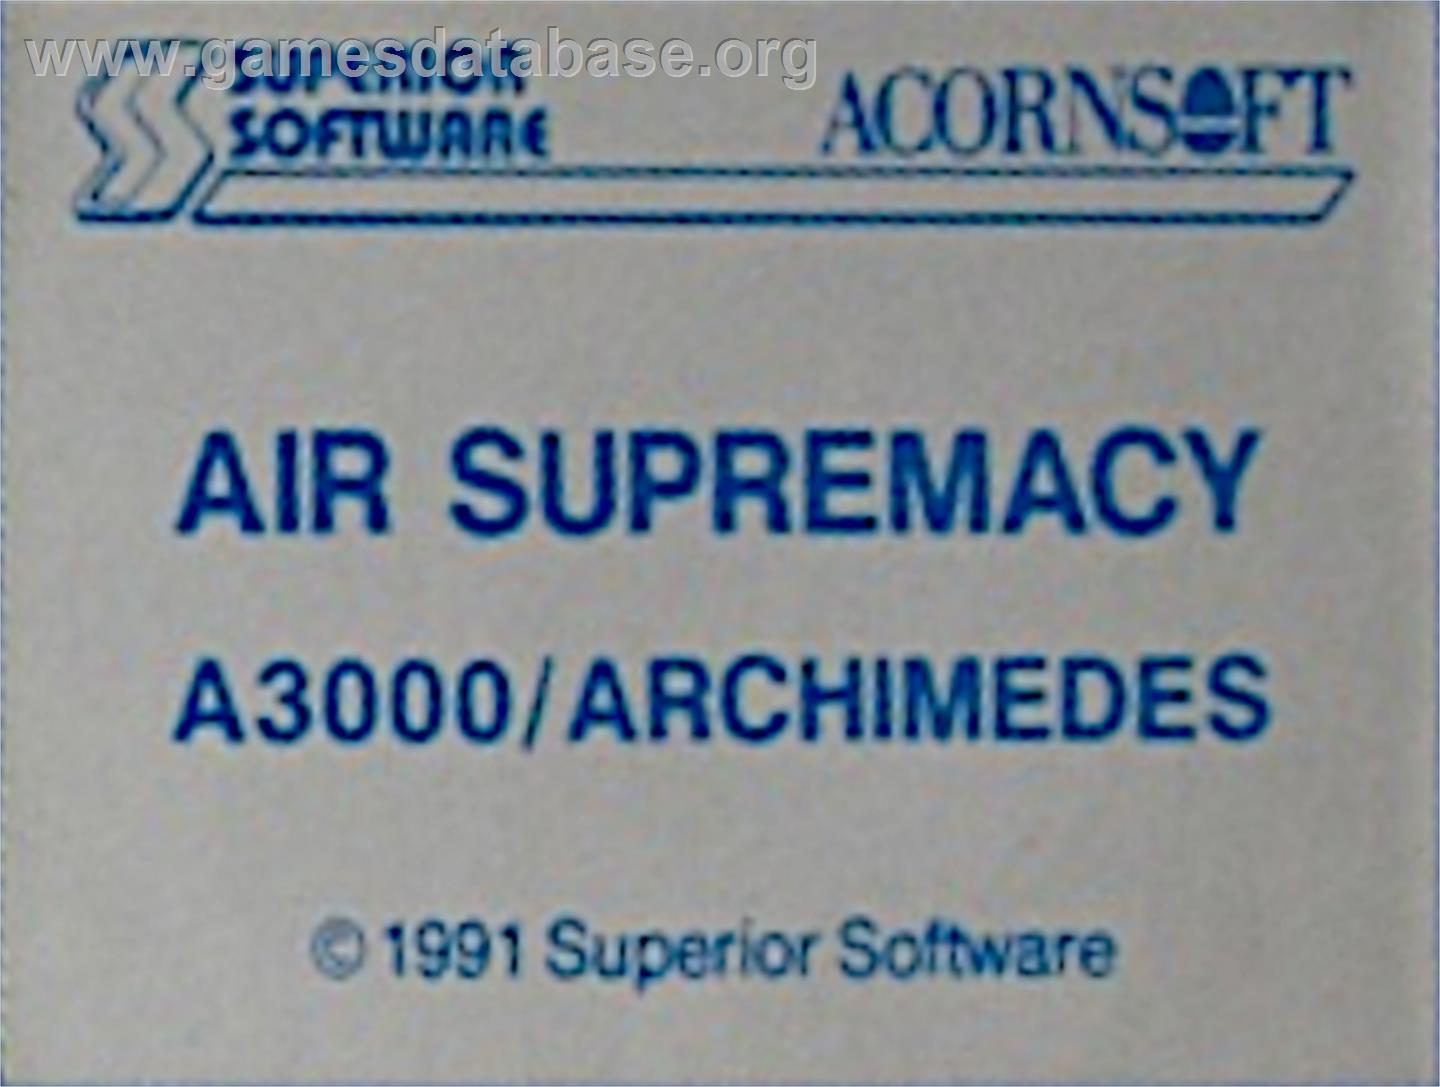 www.gamesdatabase.org
SUPERIOR
SOFTWARE
ACORNSOFT
AIR SUPREMACY
A3000/ARCHIMEDES
© 1991 Superior Software